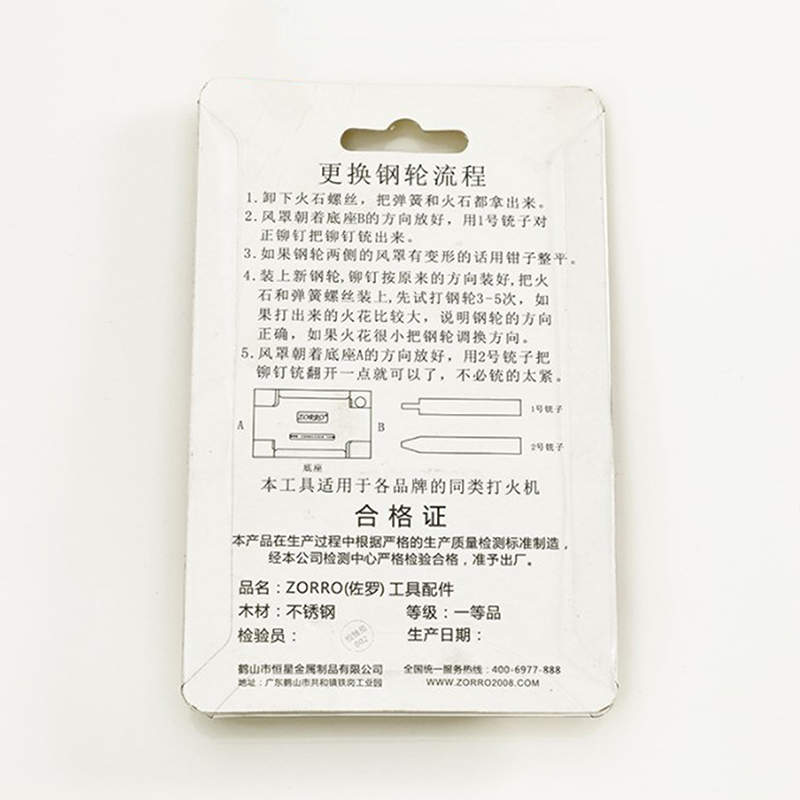 更换钢轮流程
1.卸下火石螺丝，把弹簧和火石都拿出来。
2.风罩朝着底座B的方向放好，用1号铳子对
正铆钉把铆钉铳出来。
3.如果钢轮两侧的风罩有变形的话用钳子整平。
4.装上新钢轮,铆钉按原来的方向装好,把火
石和弹簧螺丝装上,先试打钢轮3-5次，如
果打出来的火花比较大，说明钢轮的方向
正确，如果火花很小把钢轮调换方向。
5.风罩朝着底座A的方向放好，用2号铳子把
铆钉铳翻开一点就可以了，不必铳的太紧。
A
ZORRO
B
底座
1号铳子
2号铳子
本工具适用于各品牌的同类打火机
合格证
本产品在生产过程中根据严格的生产质量检测标准制造，
经本公司检测中心严格检验合格，准予出厂。
品名：ZORRO(佐罗)工具配件
木材：不锈钢 等级：一等品
检验员： 生产日期：
鹤山市恒星金属制品有限公司 全国统一服务热线：400-6977-888
地址：广东鹤山市共和镇铁岗工业园 WWW.ZORRO2008.COM